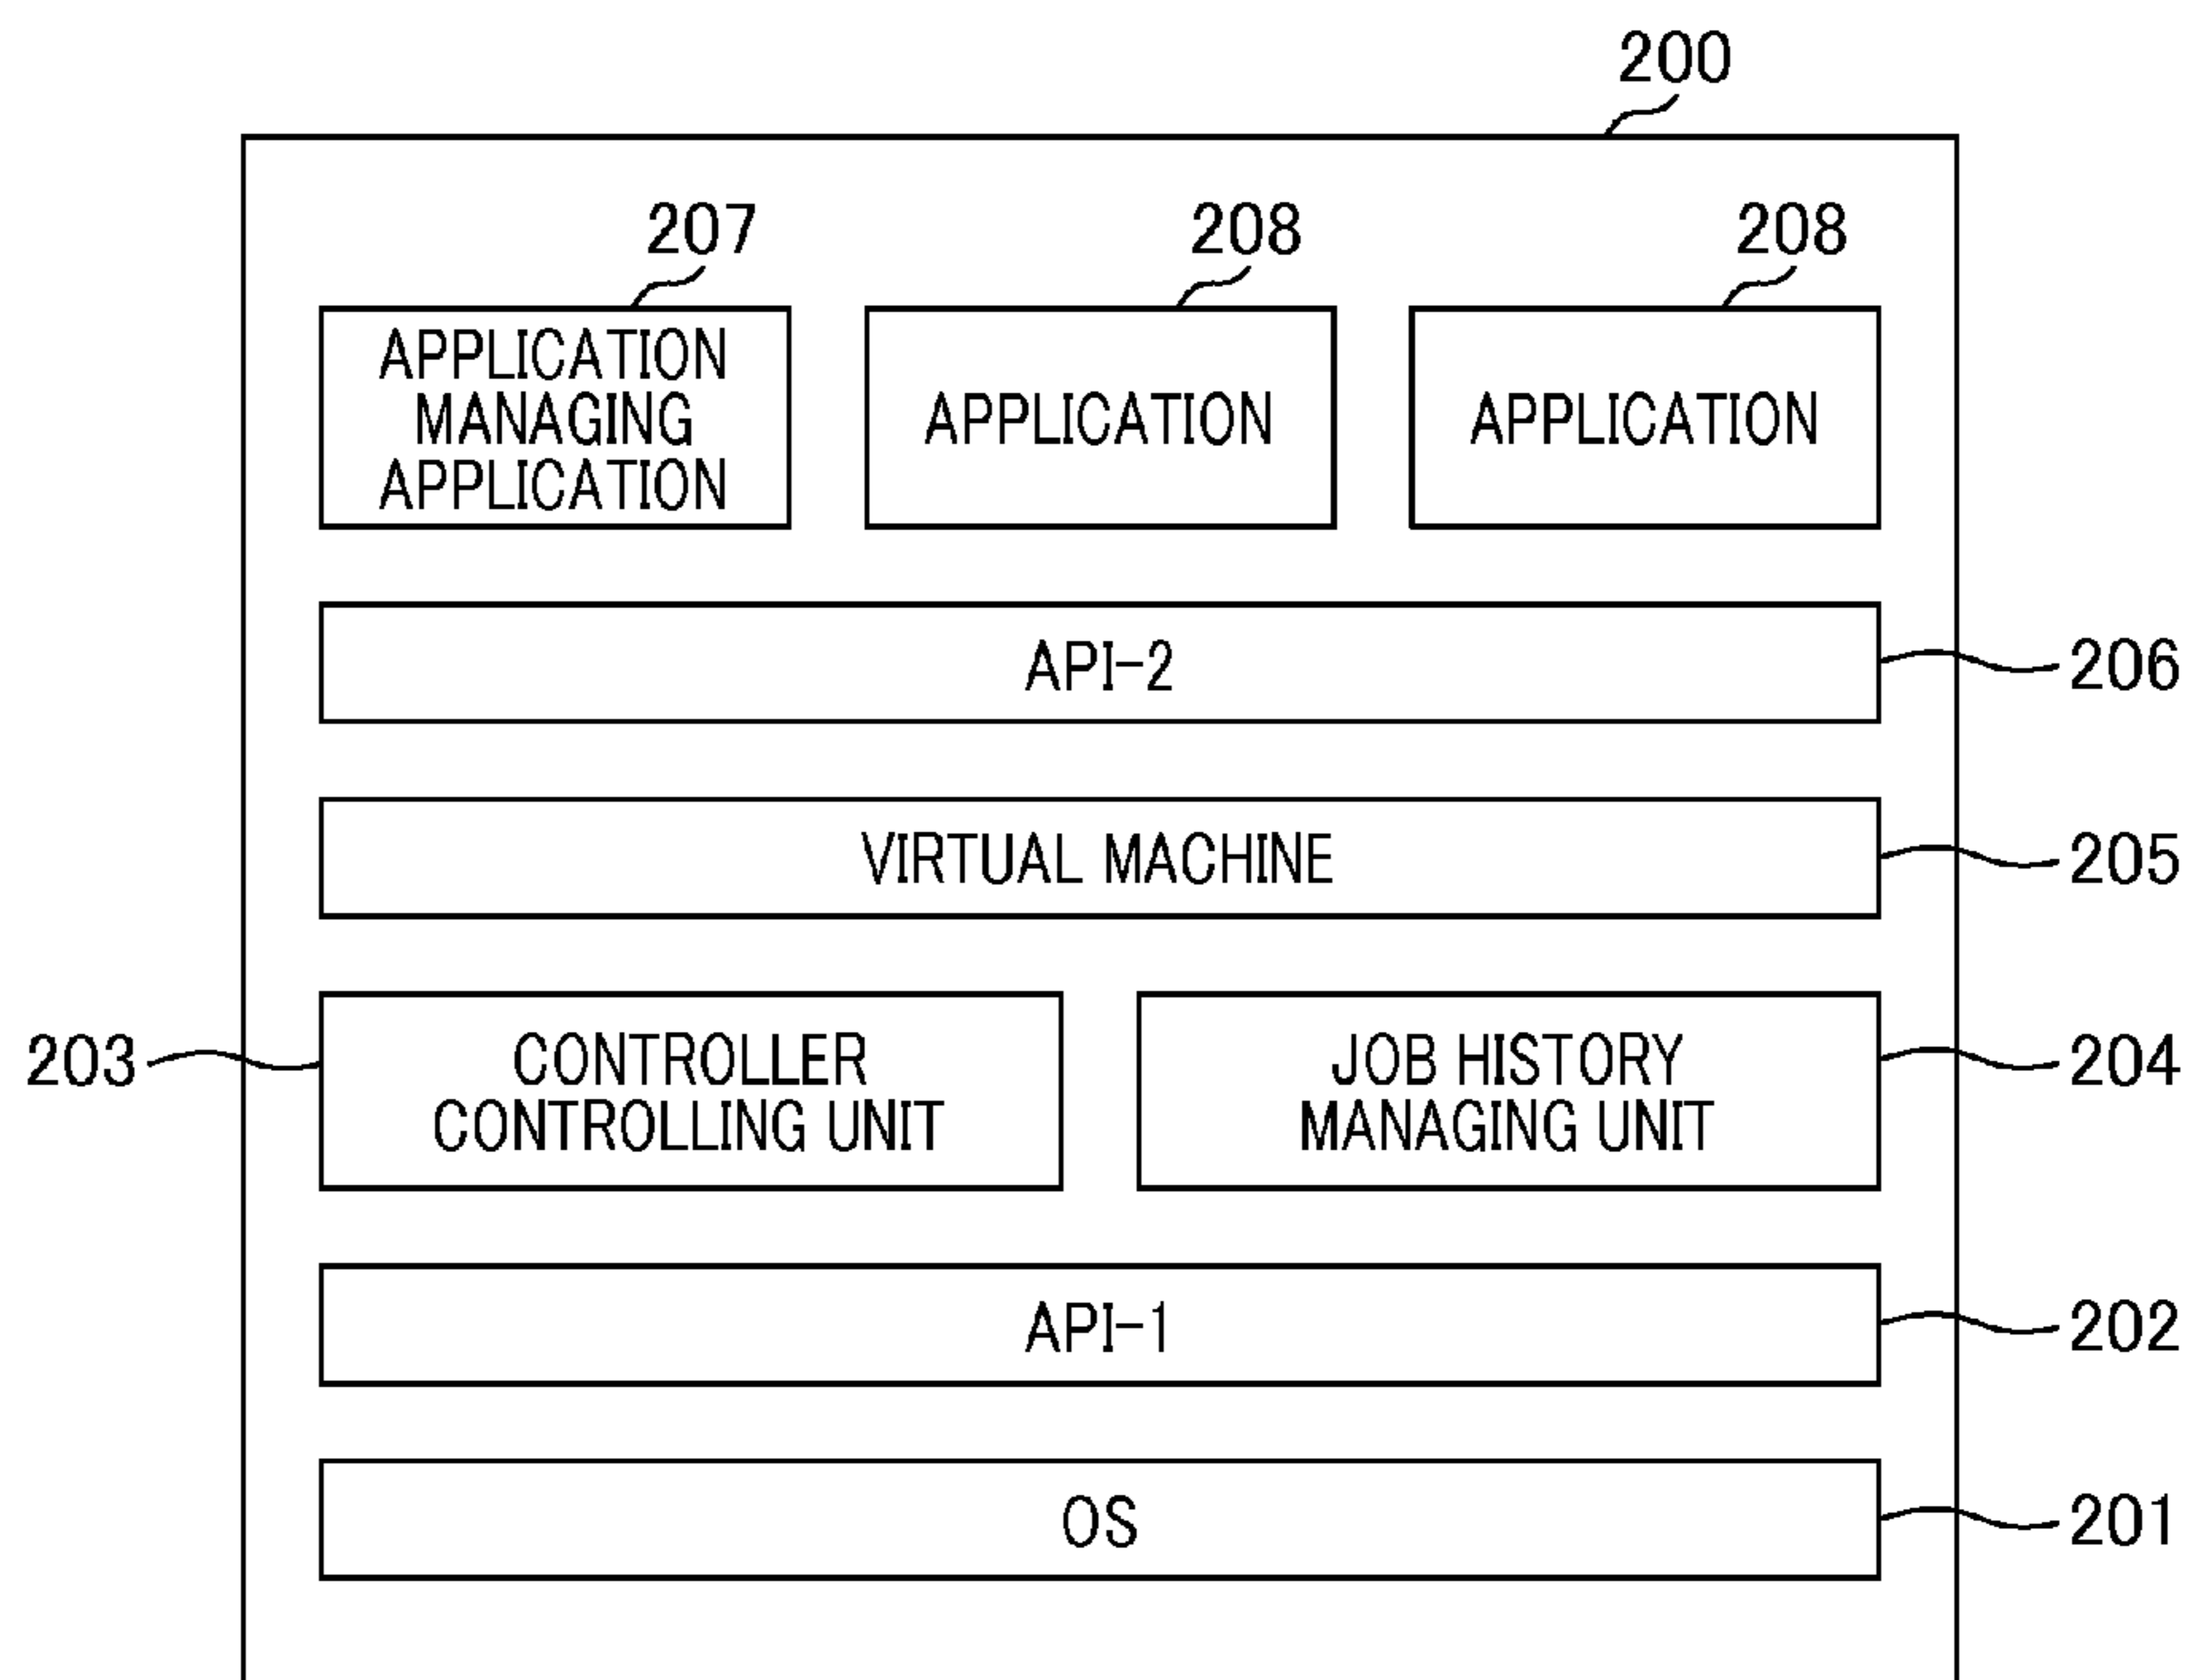 200
207
208
208
APPLICATION
MANAGING
APPLICATION
APPLICATION
APPLICATION
API-2
206
VIRTUAL MACHINE
205
203
CONTROLLER
CONTROLLING UNIT
JOB HISTORY
MANAGING UNIT
204
API-1
202
OS
201